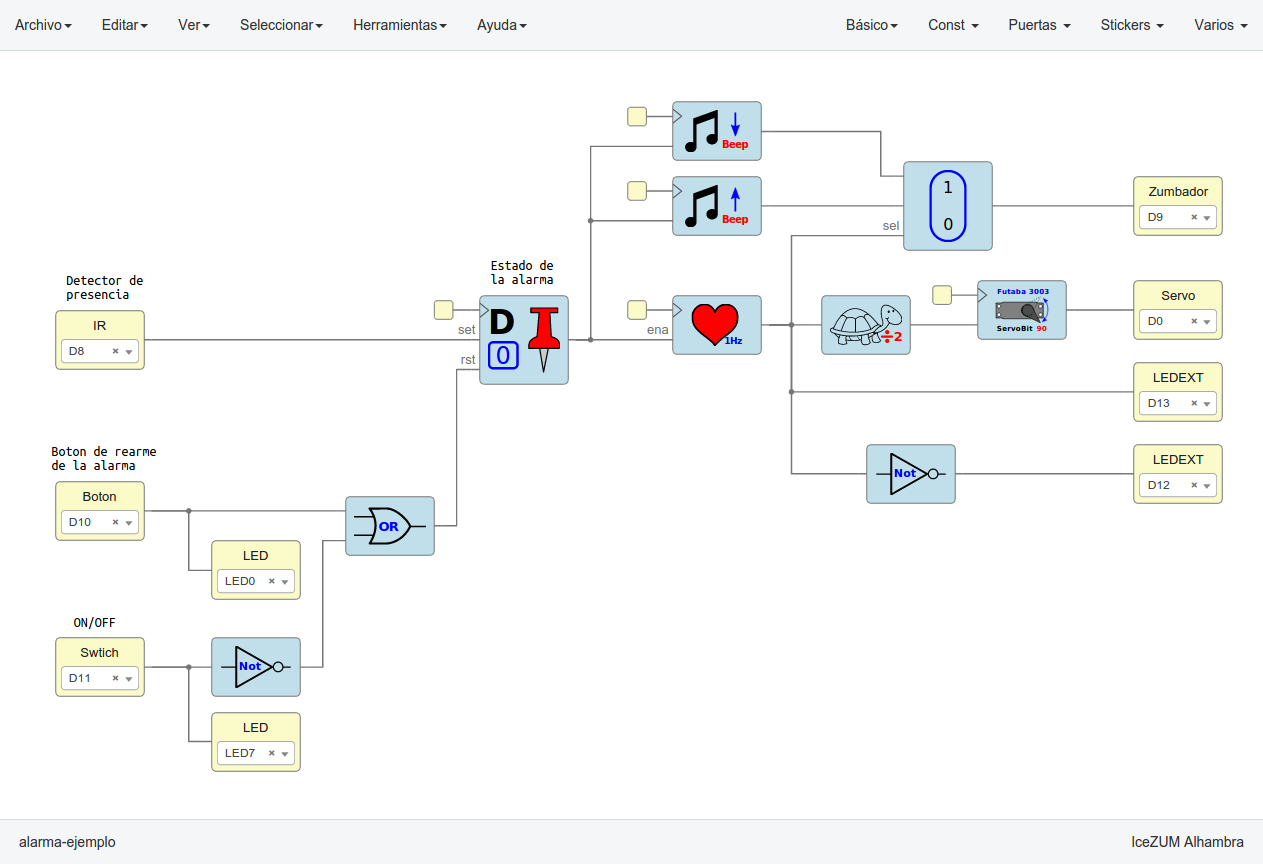 Archivo Editar Ver Seleccionar Herramientas Ayuda Básico Const Puertas Stickers Varios
Beep
Beep
1
0
sel
Zumbador
D9
Detector de
presencia
IR
D8
Estado de
la alarma
set
rst
D
0
ena
1Hz
÷2
Futaba 3003
ServoBit 90
Servo
D0
LEDEXT
D13
Not
LEDEXT
D12
Boton de rearme
de la alarma
Boton
D10
LED
LED0
OR
ON/OFF
Swtich
D11
Not
LED
LED7
alarma-ejemplo
IceZUM Alhambra